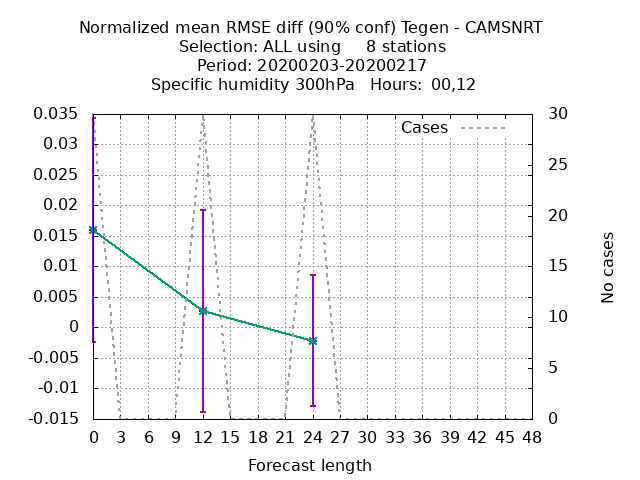 Normalized mean RMSE diff (90% conf) Tegen - CAMSNRT
Selection: ALL using     8 stations
Period: 20200203-20200217
Specific humidity 300hPa   Hours:  00,12
Cases
0.035
0.03
0.025
0.02
0.015
0.01
0.005
0
-0.005
-0.01
-0.015
30
25
20
15
10
5
0
No cases
0 3 6 9 12 15 18 21 24 27 30 33 36 39 42 45 48
Forecast length